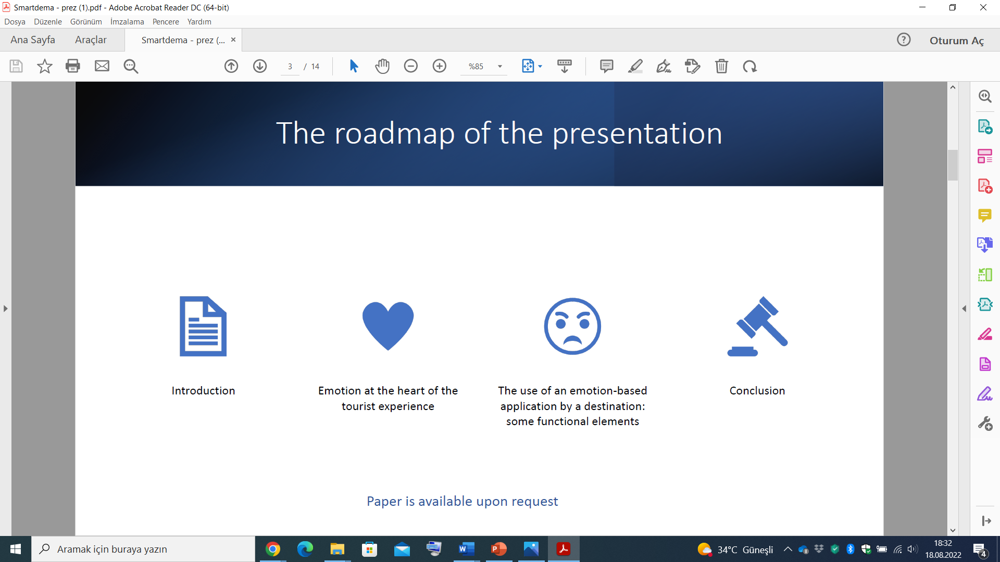 Smartdema - prez (1).pdf - Adobe Acrobat Reader DC (64-bit)
Dosya Düzenle Görünüm İmzalama Pencere Yardım
Ana Sayfa Araçlar Smartdema - prez (... × Oturum Aç
3 / 14 %85
The roadmap of the presentation
Introduction
Emotion at the heart of the
tourist experience
The use of an emotion-based
application by a destination:
some functional elements
Conclusion
Paper is available upon request
Aramak için buraya yazın
34°C Güneşli
18:32
18.08.2022
4